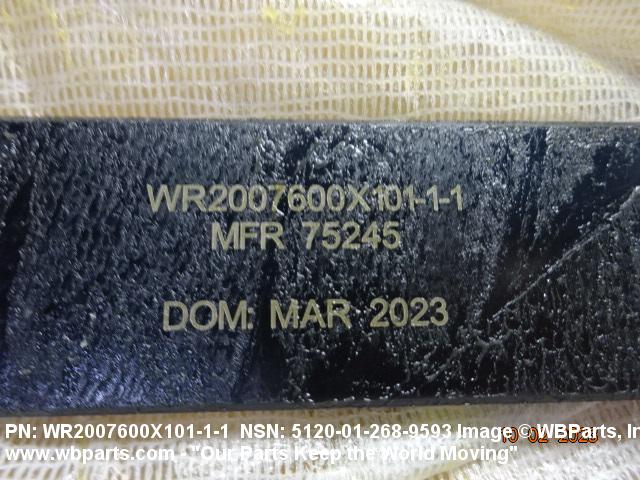 WR2007600X101-1-1
MFR 75245
DOM: MAR 2023
PN: WR2007600X101-1-1 NSN: 5120-01-268-9593 Image © WBParts, In
www.wbparts.com - "Our Parts Keep the World Moving"